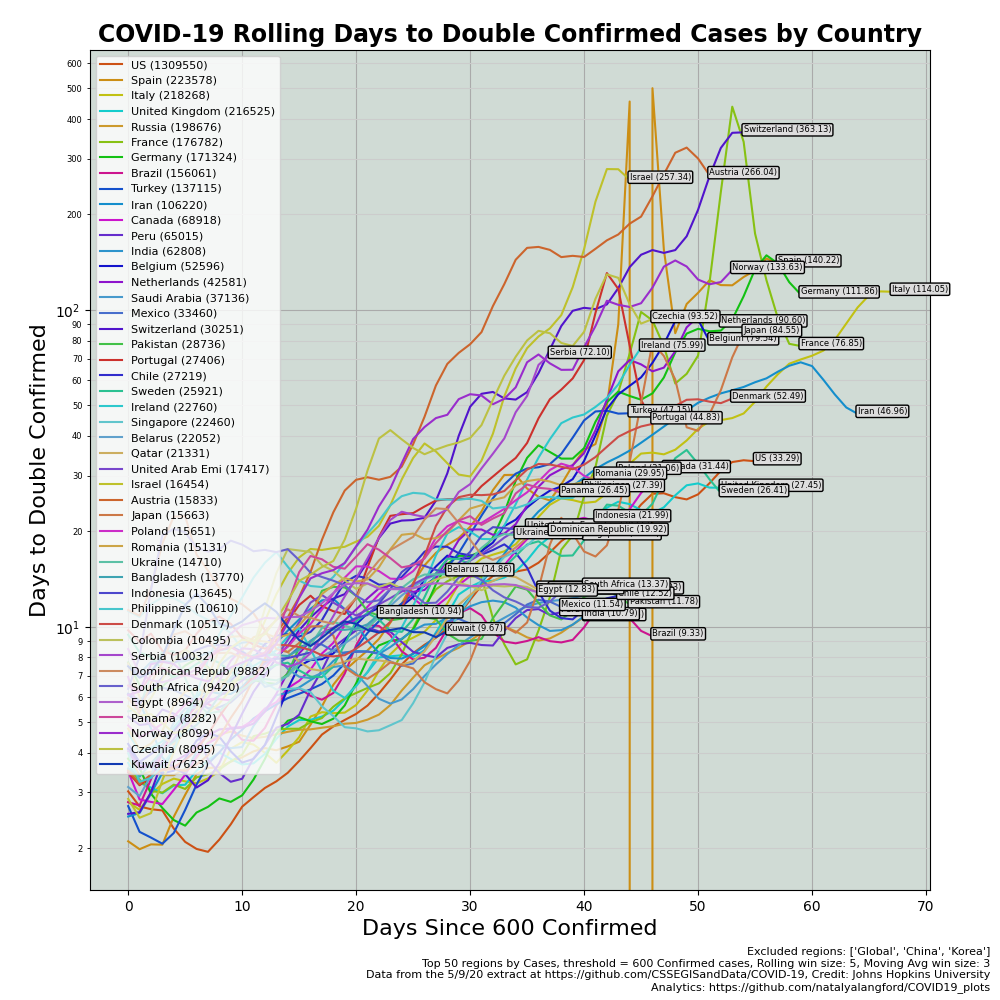 COVID-19 Rolling Days to Double Confirmed Cases by Country
Days to Double Confirmed
600
500
400
300
200
10²
90
80
70
60
50
40
30
20
10¹
9
8
7
6
5
4
3
2
US (1309550)
Spain (223578)
Italy (218268)
United Kingdom (216525)
Russia (198676)
France (176782)
Germany (171324)
Brazil (156061)
Turkey (137115)
Iran (106220)
Canada (68918)
Peru (65015)
India (62808)
Belgium (52596)
Netherlands (42581)
Saudi Arabia (37136)
Mexico (33460)
Switzerland (30251)
Pakistan (28736)
Portugal (27406)
Chile (27219)
Sweden (25921)
Ireland (22760)
Singapore (22460)
Belarus (22052)
Qatar (21331)
United Arab Emi (17417)
Israel (16454)
Austria (15833)
Japan (15663)
Poland (15651)
Romania (15131)
Ukraine (14710)
Bangladesh (13770)
Indonesia (13645)
Philippines (10610)
Denmark (10517)
Colombia (10495)
Serbia (10032)
Dominican Repub (9882)
South Africa (9420)
Egypt (8964)
Panama (8282)
Norway (8099)
Czechia (8095)
Kuwait (7623)
Switzerland (363.13)
Israel (257.34)
Austria (266.04)
Spain (140.22)
Norway (133.63)
Germany (111.86)
Italy (114.05)
Czechia (93.52)
Netherlands (90.60)
Japan (84.55)
Belgium (79.54)
Ireland (75.99)
France (76.85)
Serbia (72.10)
Denmark (52.49)
Turkey (47.15)
Portugal (44.83)
Iran (46.96)
US (33.29)
(31.44)
Romania (29.95)
(27.39)
(27.45)
Panama (26.45)
Sweden (26.41)
Indonesia (21.99)
Ukraine
Dominican Republic (19.92)
Belarus (14.86)
South Africa (13.37)
Egypt (12.83)
Chile (12.52)
Pakistan (11.78)
Mexico (11.54)
Bangladesh (10.94)
India (10.79)
Kuwait (9.67)
Brazil (9.33)
0 10 20 30 40 50 60 70
Days Since 600 Confirmed
Excluded regions: ['Global', 'China', 'Korea']
Top 50 regions by Cases, threshold = 600 Confirmed cases, Rolling win size: 5, Moving Avg win size: 3
Data from the 5/9/20 extract at https://github.com/CSSEGISandData/COVID-19, Credit: Johns Hopkins University
Analytics: https://github.com/natalyalangford/COVID19_plots